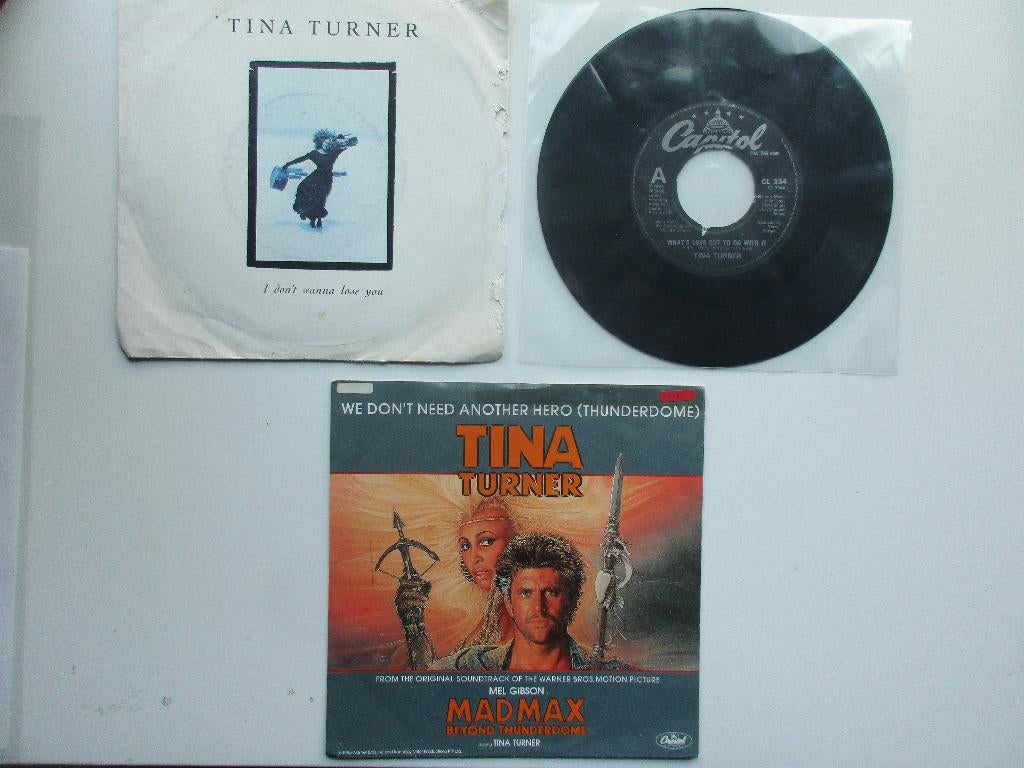 TINA TURNER
I don't wanna lose you
Capitol
A
CL 334
WHAT'S LOVE GOT TO DO WITH IT
TINA TURNER
WE DON'T NEED ANOTHER HERO (THUNDERDOME)
TINA
TURNER
FROM THE ORIGINAL SOUNDTRACK OF THE WARNER BROS. MOTION PICTURE
MEL GIBSON
MAD MAX
BEYOND THUNDERDOME
TINA TURNER
Capitol